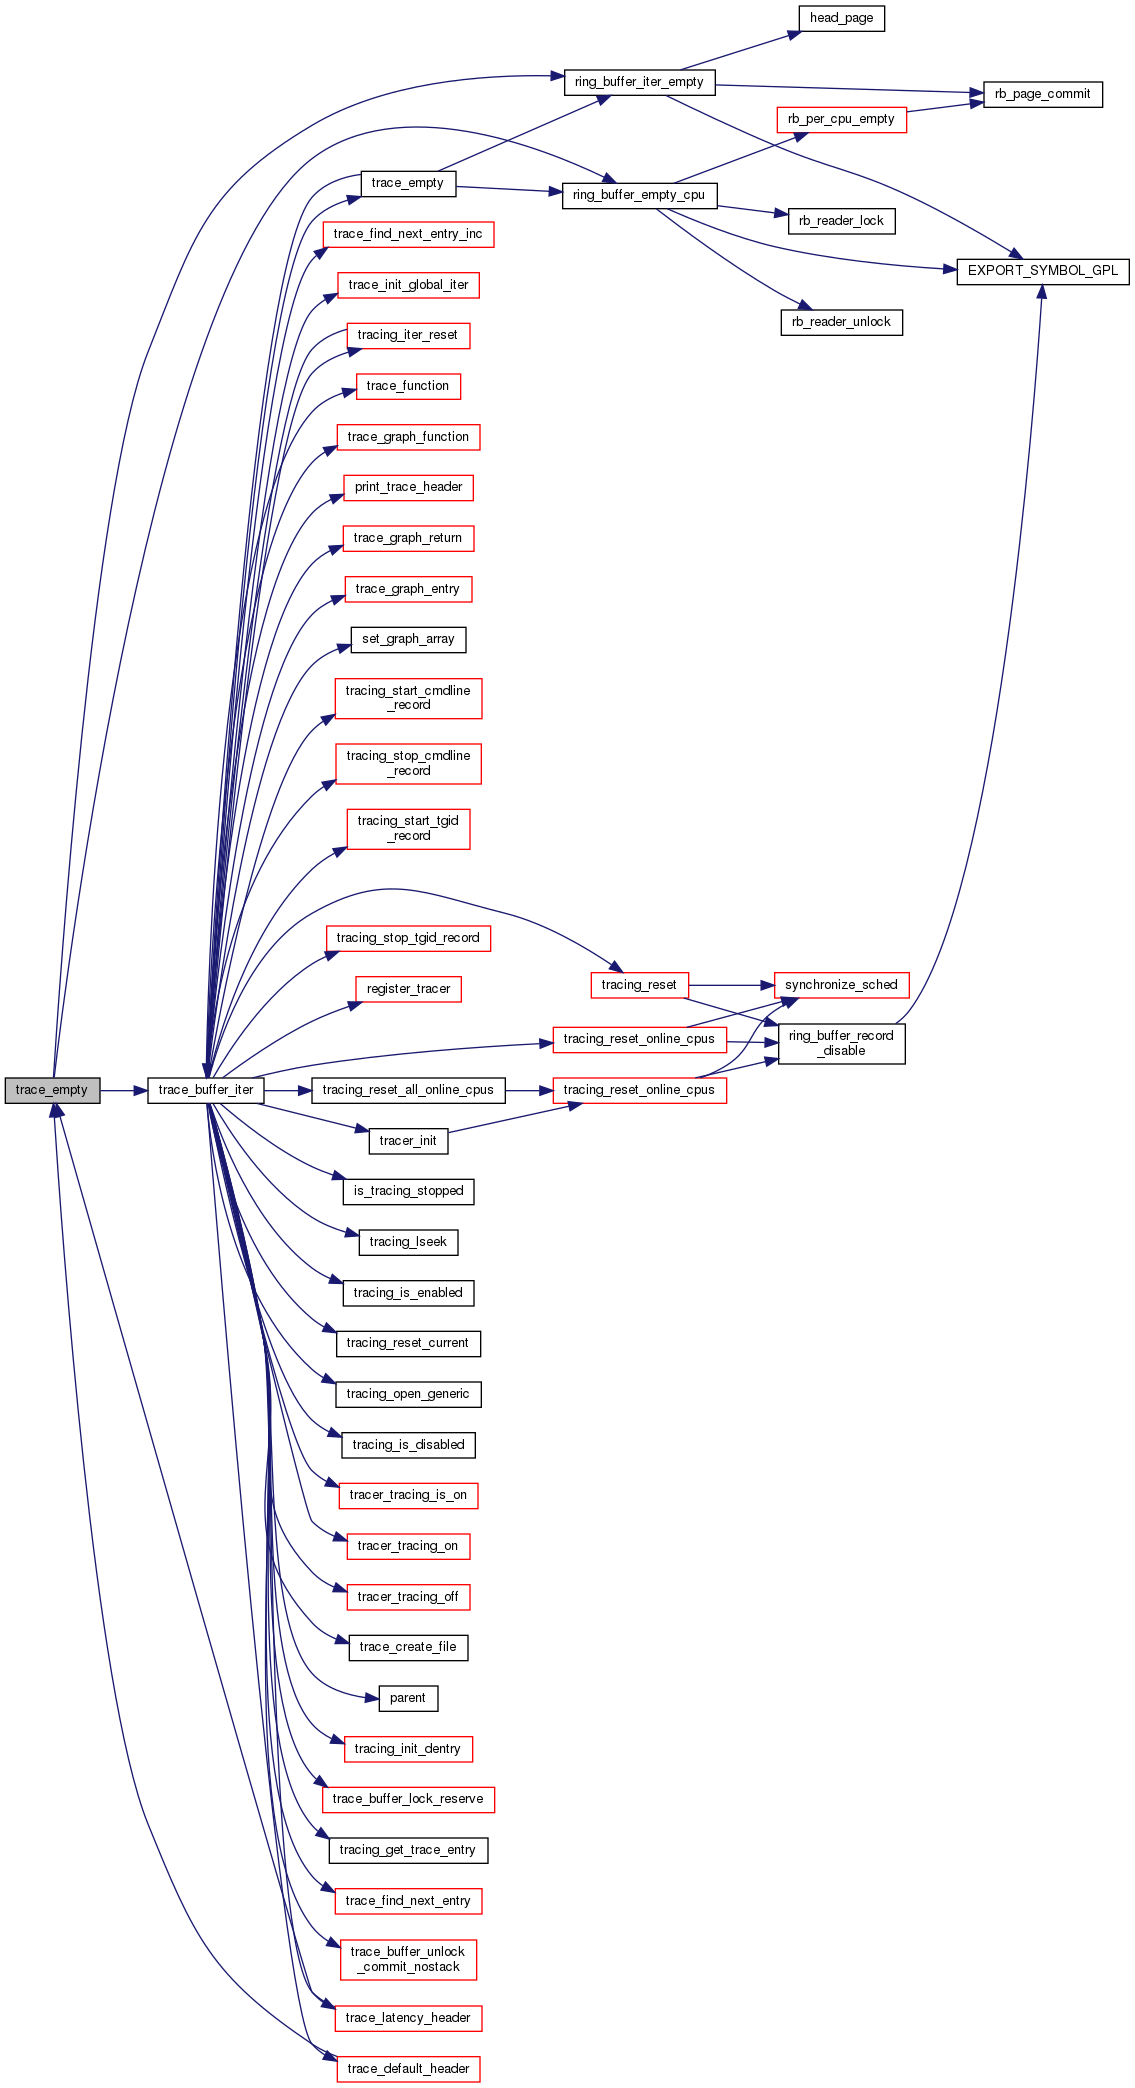 head_page
ring_buffer_iter_empty
rb_page_commit
rb_per_cpu_empty
trace_empty
ring_buffer_empty_cpu
rb_reader_lock
trace_find_next_entry_inc
EXPORT_SYMBOL_GPL
trace_init_global_iter
rb_reader_unlock
tracing_iter_reset
trace_function
trace_graph_function
print_trace_header
trace_graph_return
trace_graph_entry
set_graph_array
tracing_start_cmdline
_record
tracing_stop_cmdline
_record
tracing_start_tgid
_record
tracing_stop_tgid_record
register_tracer
tracing_reset
synchronize_sched
tracing_reset_online_cpus
ring_buffer_record
_disable
trace_empty
trace_buffer_iter
tracing_reset_all_online_cpus
tracing_reset_online_cpus
tracer_init
is_tracing_stopped
tracing_lseek
tracing_is_enabled
tracing_reset_current
tracing_open_generic
tracing_is_disabled
tracer_tracing_is_on
tracer_tracing_on
tracer_tracing_off
trace_create_file
parent
tracing_init_dentry
trace_buffer_lock_reserve
tracing_get_trace_entry
trace_find_next_entry
trace_buffer_unlock
_commit_nostack
trace_latency_header
trace_default_header